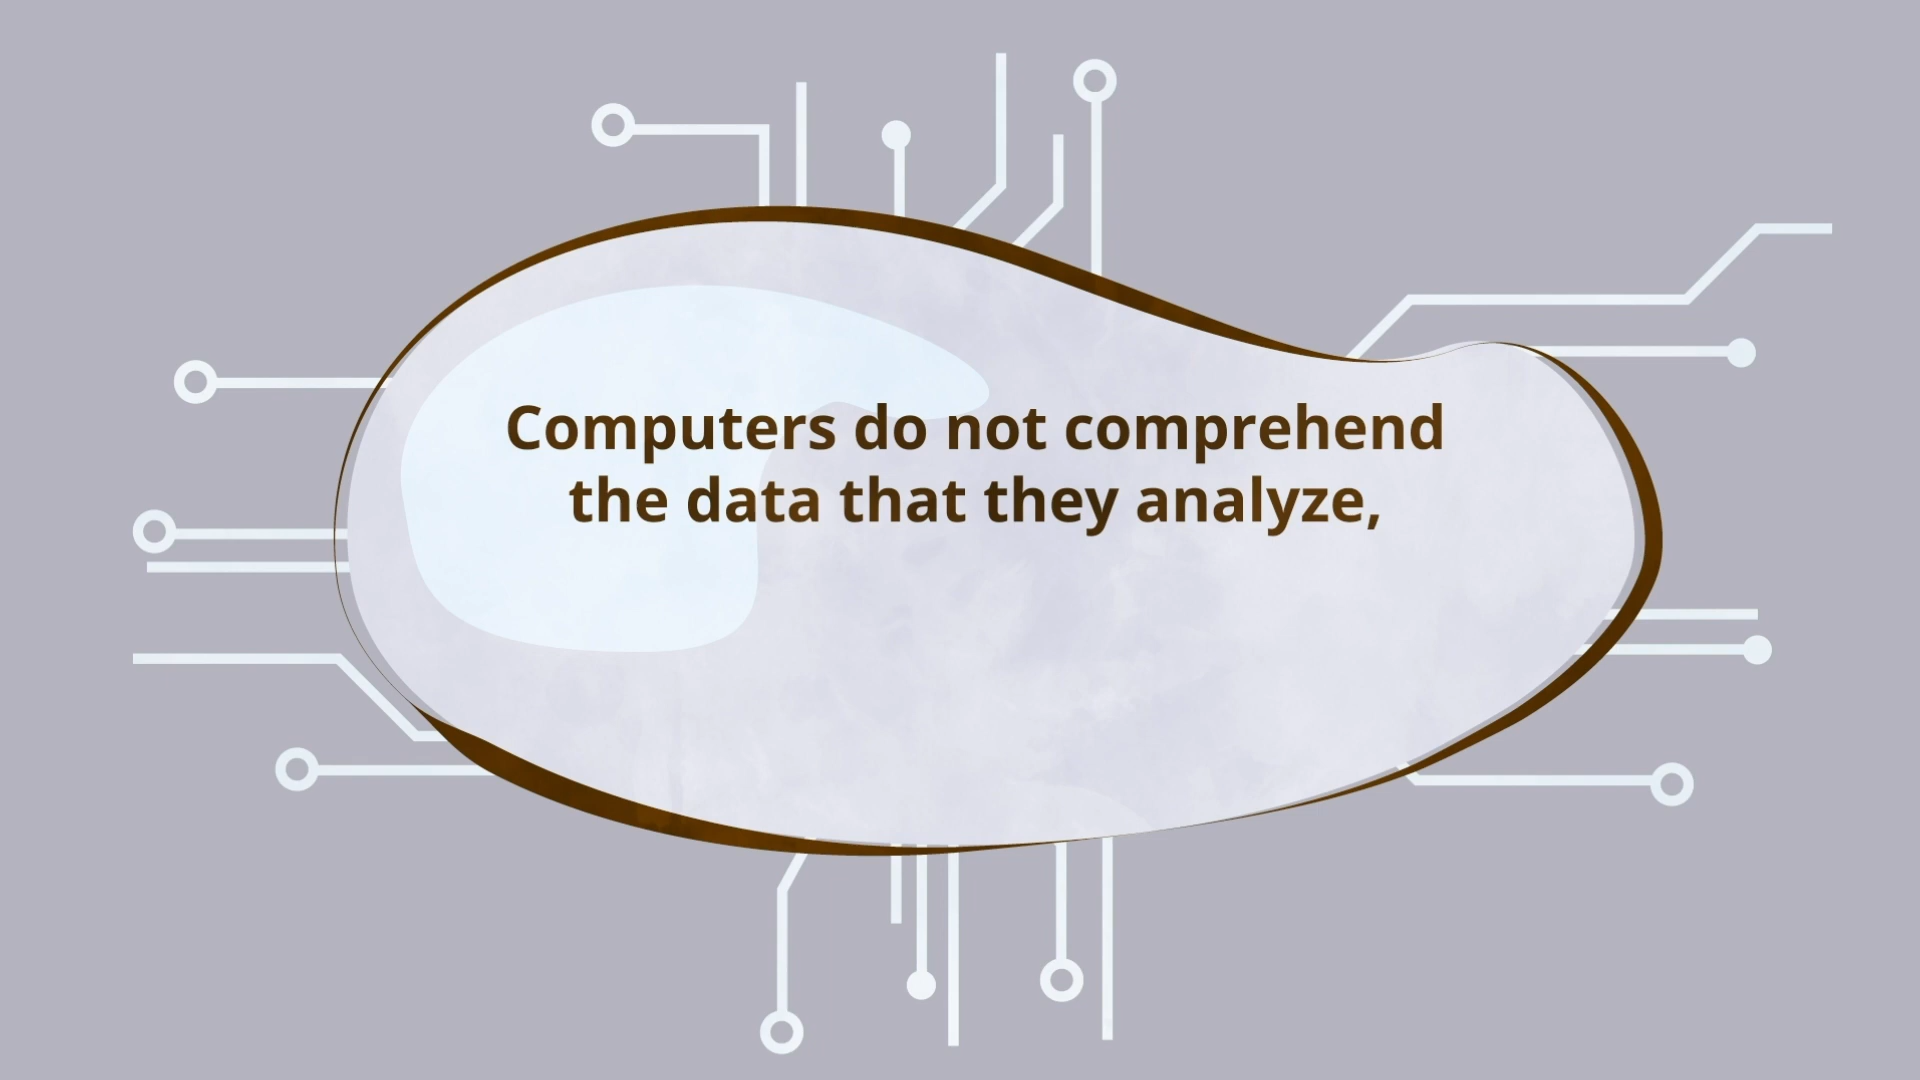 Computers do not comprehend
the data that they analyze,